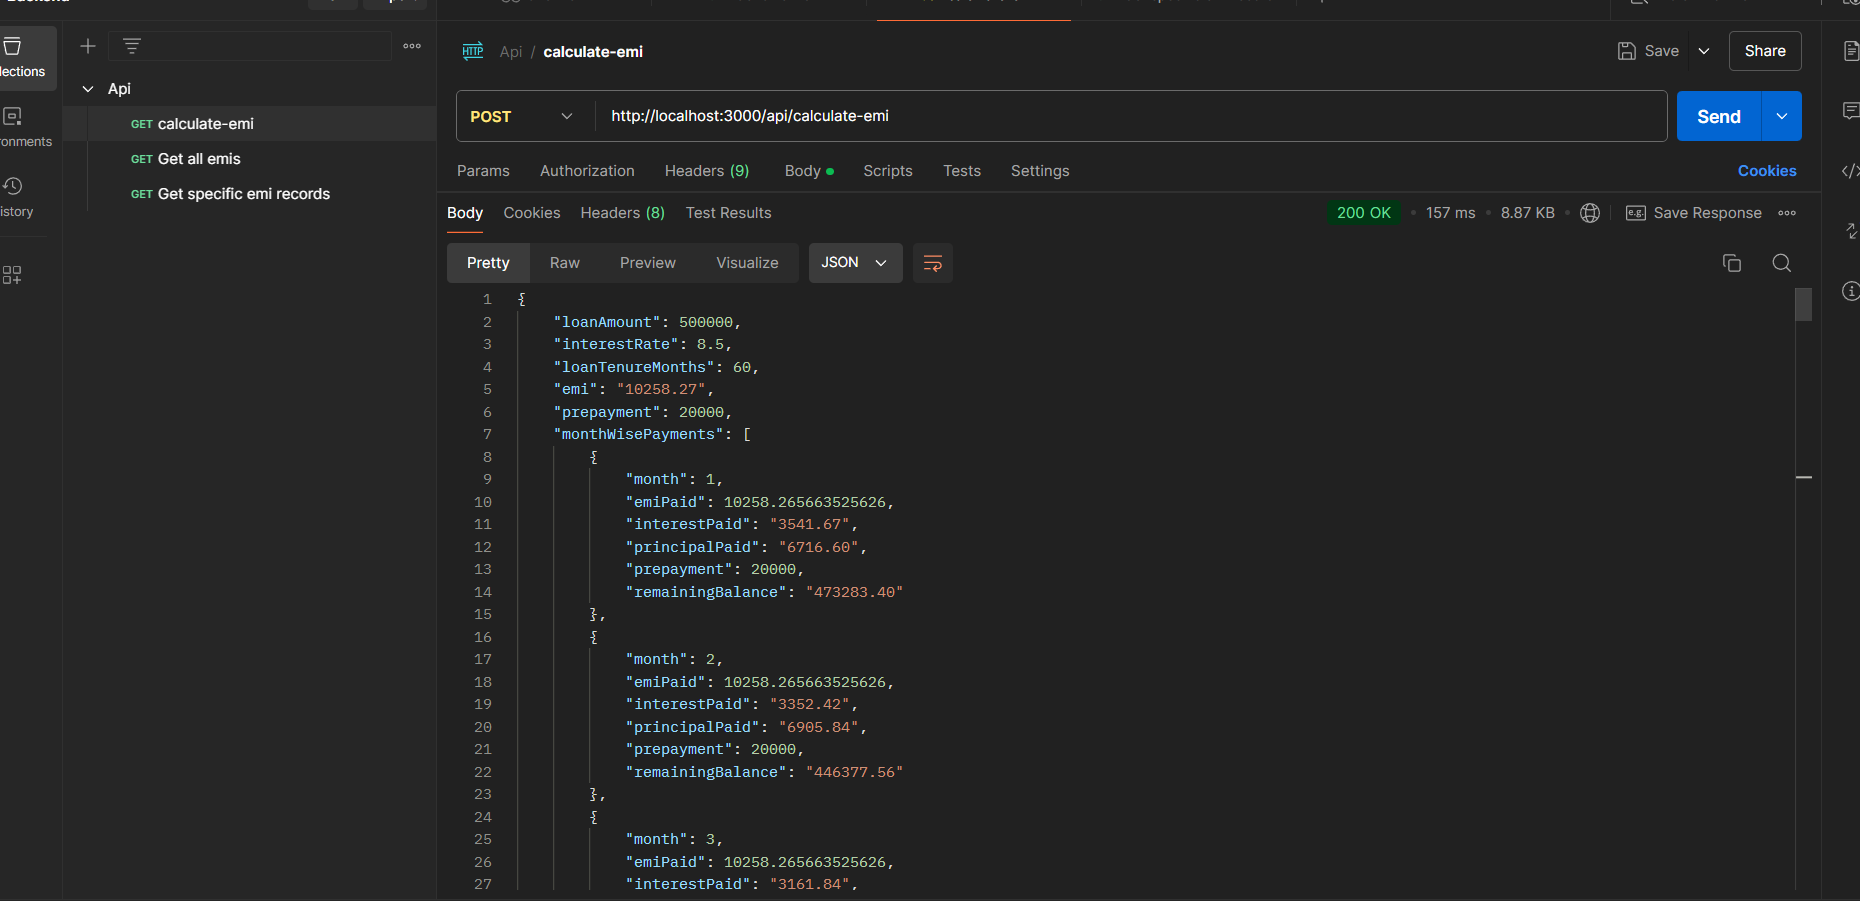 lections
ronments
istory
Api
GET calculate-emi
GET Get all emis
GET Get specific emi records
HTTP Api / calculate-emi
Save
Share
POST http://localhost:3000/api/calculate-emi
Send
Params Authorization Headers (9) Body Scripts Tests Settings
Cookies
Body Cookies Headers (8) Test Results
200 OK • 157 ms • 8.87 KB • e.g. Save Response
Pretty Raw Preview Visualize JSON
1 {
2 "loanAmount": 500000,
3 "interestRate": 8.5,
4 "loanTenureMonths": 60,
5 "emi": "10258.27",
6 "prepayment": 20000,
7 "monthWisePayments": [
8 {
9 "month": 1,
10 "emiPaid": 10258.265663525626,
11 "interestPaid": "3541.67",
12 "principalPaid": "6716.60",
13 "prepayment": 20000,
14 "remainingBalance": "473283.40"
15 },
16 {
17 "month": 2,
18 "emiPaid": 10258.265663525626,
19 "interestPaid": "3352.42",
20 "principalPaid": "6905.84",
21 "prepayment": 20000,
22 "remainingBalance": "446377.56"
23 },
24 {
25 "month": 3,
26 "emiPaid": 10258.265663525626,
27 "interestPaid": "3161.84",